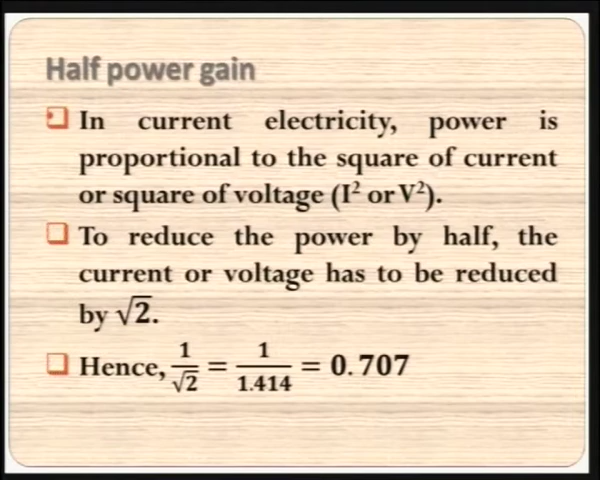 Half power gain
In current electricity, power is
proportional to the square of current
or square of voltage (I² or V²).
To reduce the power by half, the
current or voltage has to be reduced
by √2.
Hence, 1/√2 = 1/1.414 = 0.707